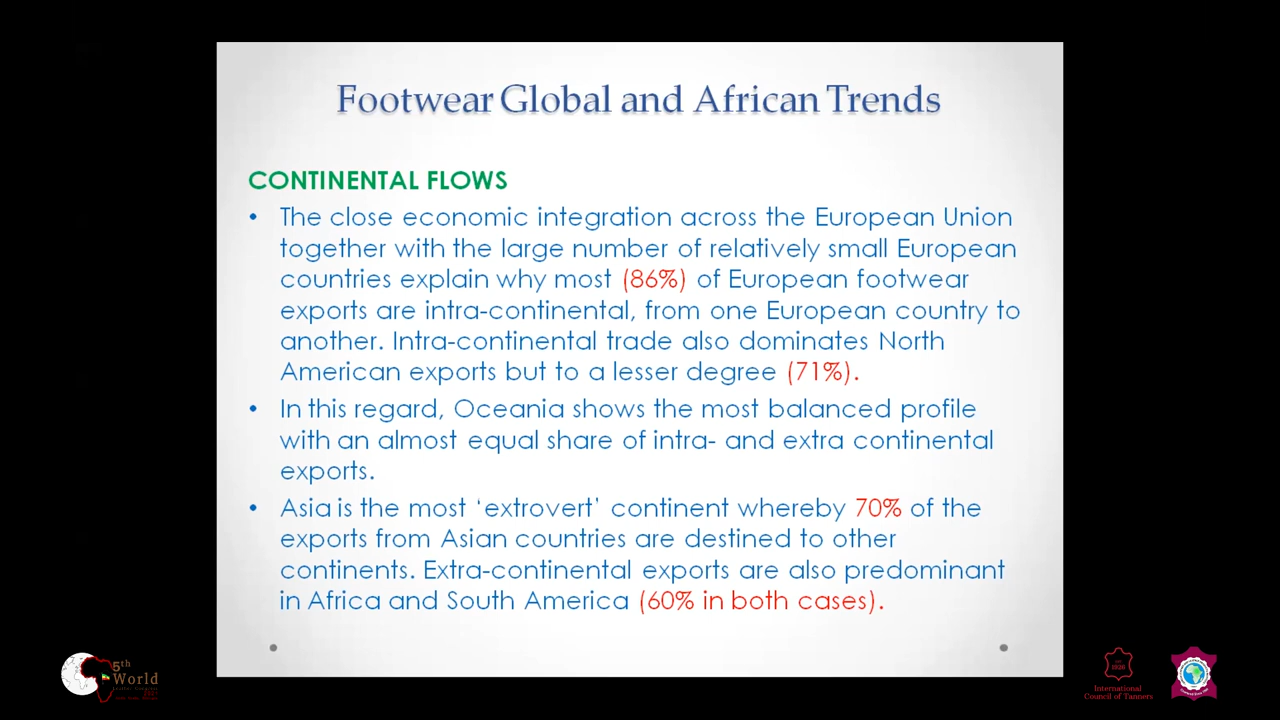 Footwear Global and African Trends
CONTINENTAL FLOWS
• The close economic integration across the European Union
together with the large number of relatively small European
countries explain why most (86%) of European footwear
exports are intra-continental, from one European country to
another. Intra-continental trade also dominates North
American exports but to a lesser degree (71%).
• In this regard, Oceania shows the most balanced profile
with an almost equal share of intra- and extra continental
exports.
• Asia is the most ‘extrovert’ continent whereby 70% of the
exports from Asian countries are destined to other
continents. Extra-continental exports are also predominant
in Africa and South America (60% in both cases).
5th
World
International
Council of Tanners